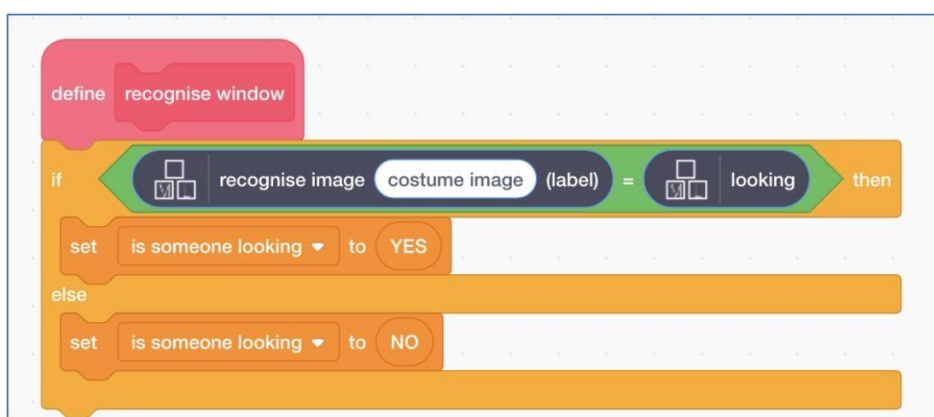 define recognise window
if recognise image costume image (label) = looking then
set is someone looking to YES
else
set is someone looking to NO